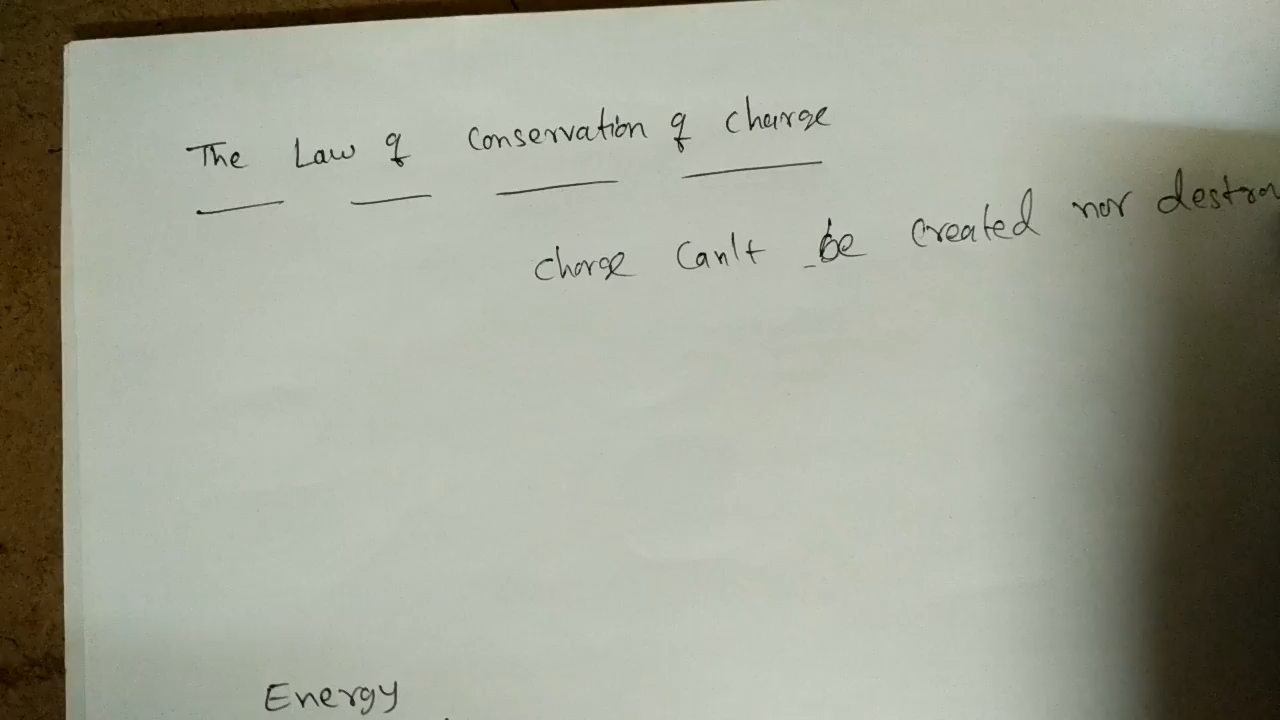 The Law of Conservation of charge
charge can't be created nor
Energy